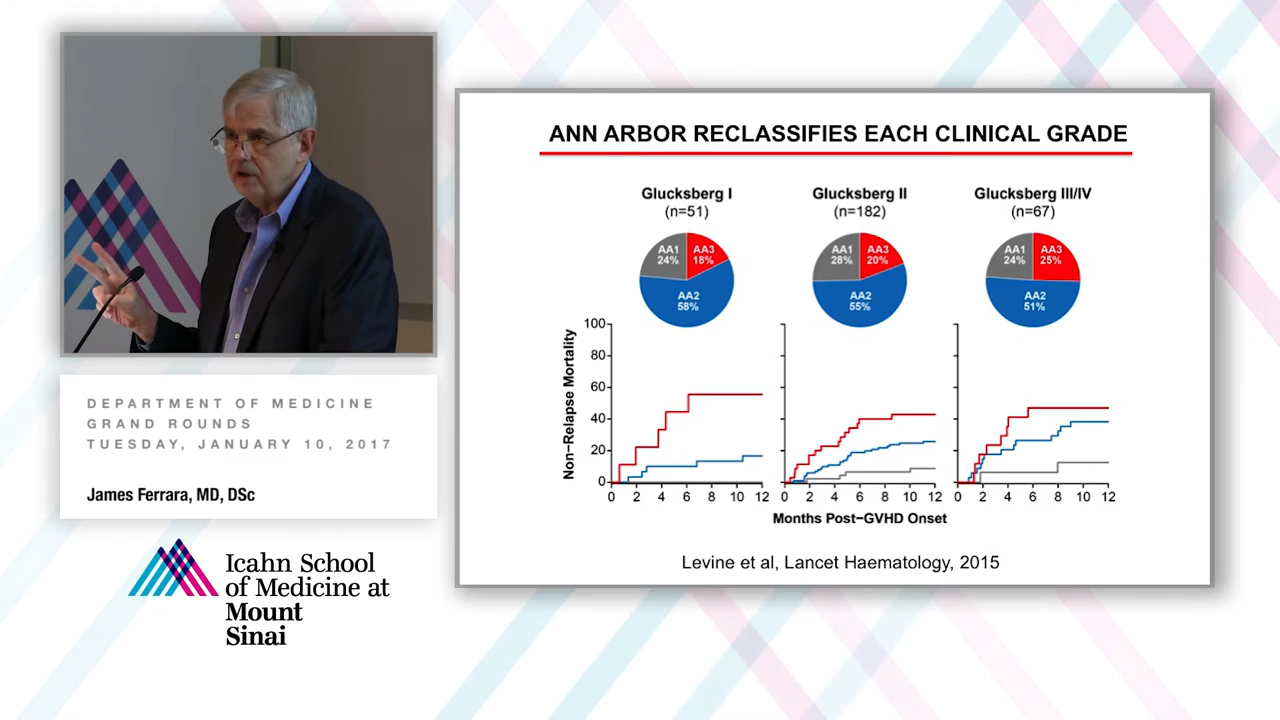 DEPARTMENT OF MEDICINE
GRAND ROUNDS
TUESDAY, JANUARY 10, 2017
James Ferrara, MD, DSc
Icahn School
of Medicine at
Mount
Sinai
ANN ARBOR RECLASSIFIES EACH CLINICAL GRADE
Glucksberg I
(n=51)
AA1
24%
AA3
18%
AA2
58%
Glucksberg II
(n=182)
AA1
28%
AA3
20%
AA2
55%
Glucksberg III/IV
(n=67)
AA1
24%
AA3
25%
AA2
51%
Non−Relapse Mortality
100
80
60
40
20
0
0 2 4 6 8 10 12
0 2 4 6 8 10 12
0 2 4 6 8 10 12
Months Post−GVHD Onset
Levine et al, Lancet Haematology, 2015